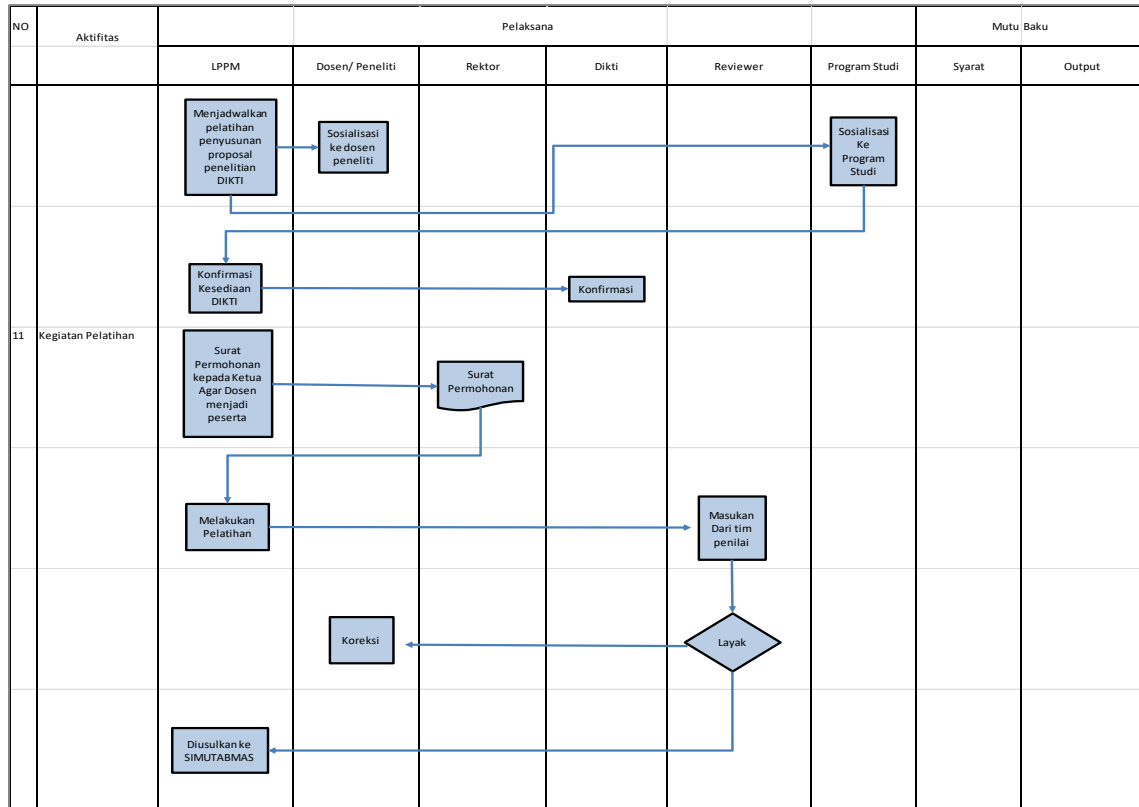 NO
Aktifitas
Pelaksana
Mutu Baku
LPPM
Dosen/ Peneliti
Rektor
Dikti
Reviewer
Program Studi
Syarat
Output
Menjadwalkan
pelatihan
penyusunan
proposal
penelitian
DIKTI
Sosialisasi
ke dosen
peneliti
Sosialisasi
Ke
Program
Studi
Konfirmasi
Kesediaan
DIKTI
Konfirmasi
11
Kegiatan Pelatihan
Surat
Permohonan
kepada Ketua
Agar Dosen
menjadi
peserta
Surat
Permohonan
Melakukan
Pelatihan
Masukan
Dari tim
penilai
Koreksi
Layak
Diusulkan ke
SIMUTABMAS